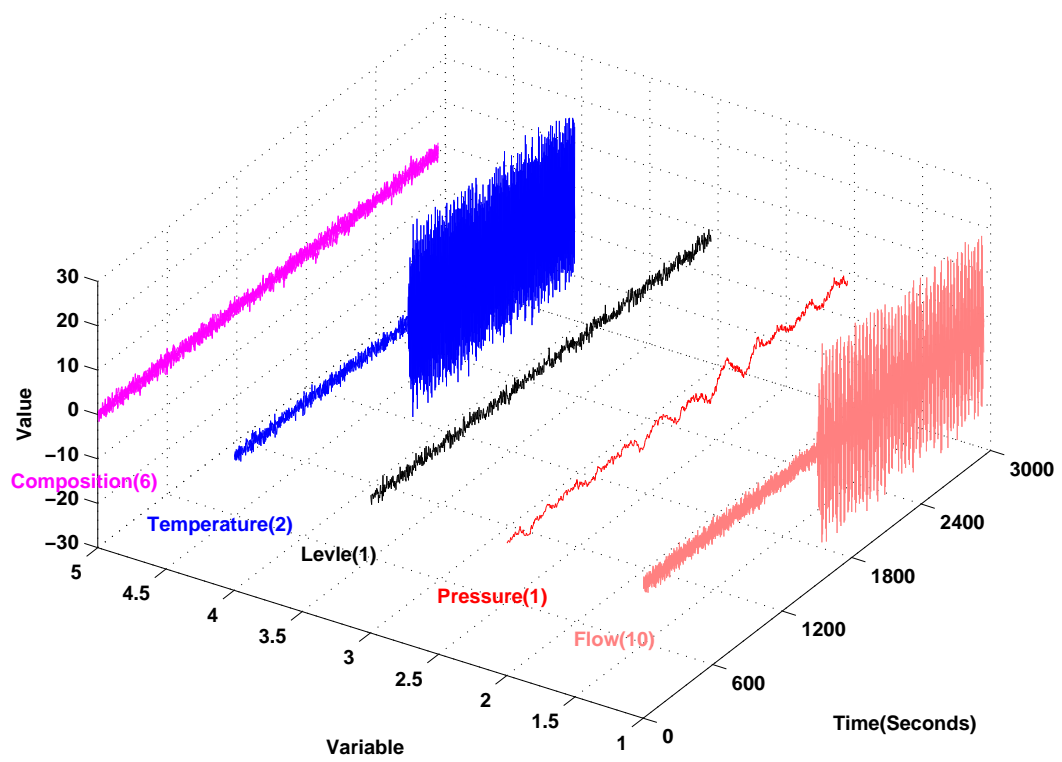 30
20
10
0
−10
−20
−30
Value
Composition(6)
Temperature(2)
Levle(1)
Pressure(1)
Flow(10)
5
4.5
4
3.5
3
2.5
2
1.5
1
Variable
0
600
1200
1800
2400
3000
Time(Seconds)